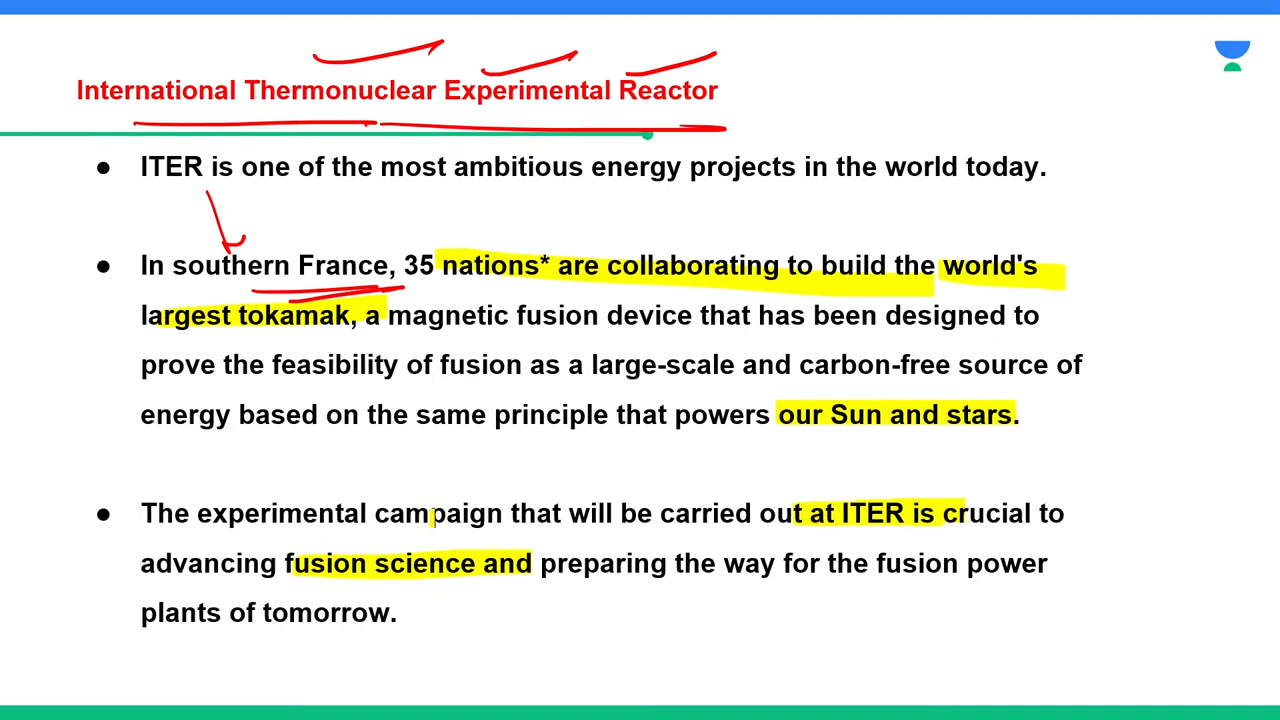 International Thermonuclear Experimental Reactor
● ITER is one of the most ambitious energy projects in the world today.
● In southern France, 35 nations* are collaborating to build the world's
largest tokamak, a magnetic fusion device that has been designed to
prove the feasibility of fusion as a large-scale and carbon-free source of
energy based on the same principle that powers our Sun and stars.
● The experimental campaign that will be carried out at ITER is crucial to
advancing fusion science and preparing the way for the fusion power
plants of tomorrow.